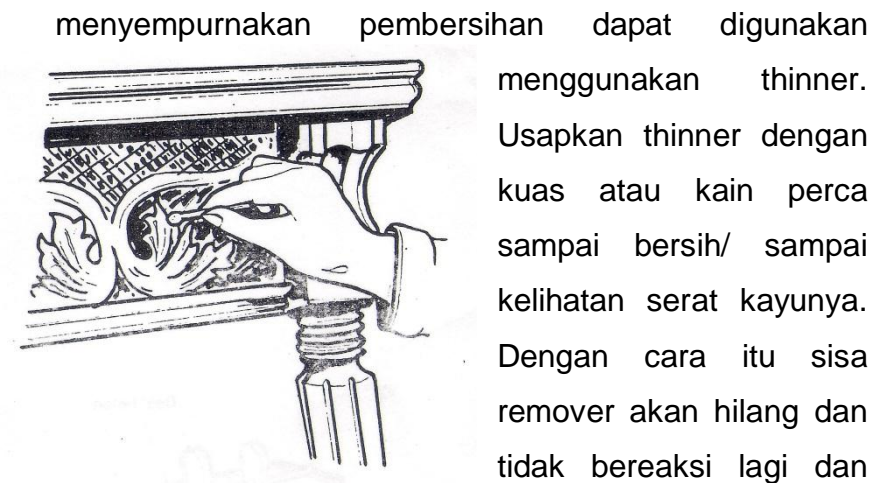 menyempurnakan pembersihan dapat digunakan
menggunakan thinner.
Usapkan thinner dengan
kuas atau kain perca
sampai bersih/ sampai
kelihatan serat kayunya.
Dengan cara itu sisa
remover akan hilang dan
tidak bereaksi lagi dan